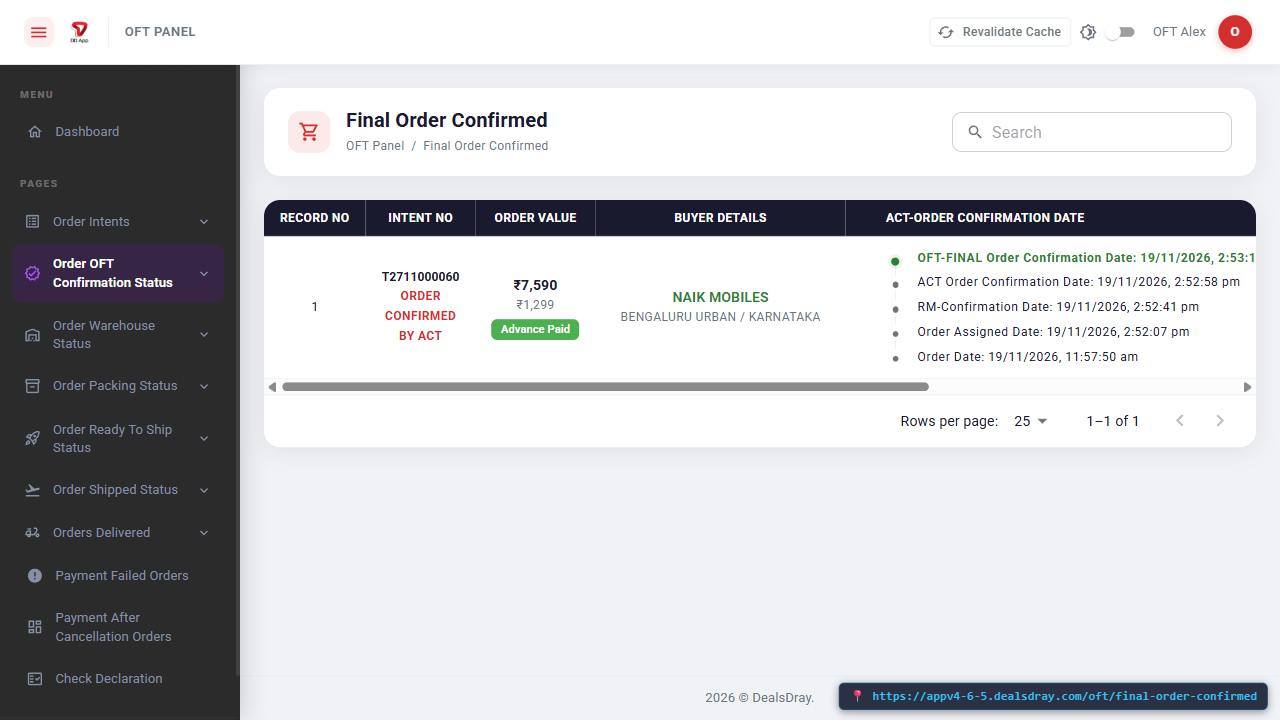 DD App
OFT PANEL
Revalidate Cache
OFT Alex
O
MENU
Dashboard
PAGES
Order Intents
Order OFT
Confirmation Status
Order Warehouse
Status
Order Packing Status
Order Ready To Ship
Status
Order Shipped Status
Orders Delivered
Payment Failed Orders
Payment After
Cancellation Orders
Check Declaration
Final Order Confirmed
OFT Panel / Final Order Confirmed
Search
RECORD NO INTENT NO ORDER VALUE BUYER DETAILS ACT-ORDER CONFIRMATION DATE
1
T2711000060
ORDER
CONFIRMED
BY ACT
₹7,590
₹1,299
Advance Paid
NAIK MOBILES
BENGALURU URBAN / KARNATAKA
OFT-FINAL Order Confirmation Date: 19/11/2026, 2:53:1
ACT Order Confirmation Date: 19/11/2026, 2:52:58 pm
RM-Confirmation Date: 19/11/2026, 2:52:41 pm
Order Assigned Date: 19/11/2026, 2:52:07 pm
Order Date: 19/11/2026, 11:57:50 am
Rows per page: 25 1–1 of 1
2026 © DealsDray.
https://appv4-6-5.dealsdray.com/oft/final-order-confirmed